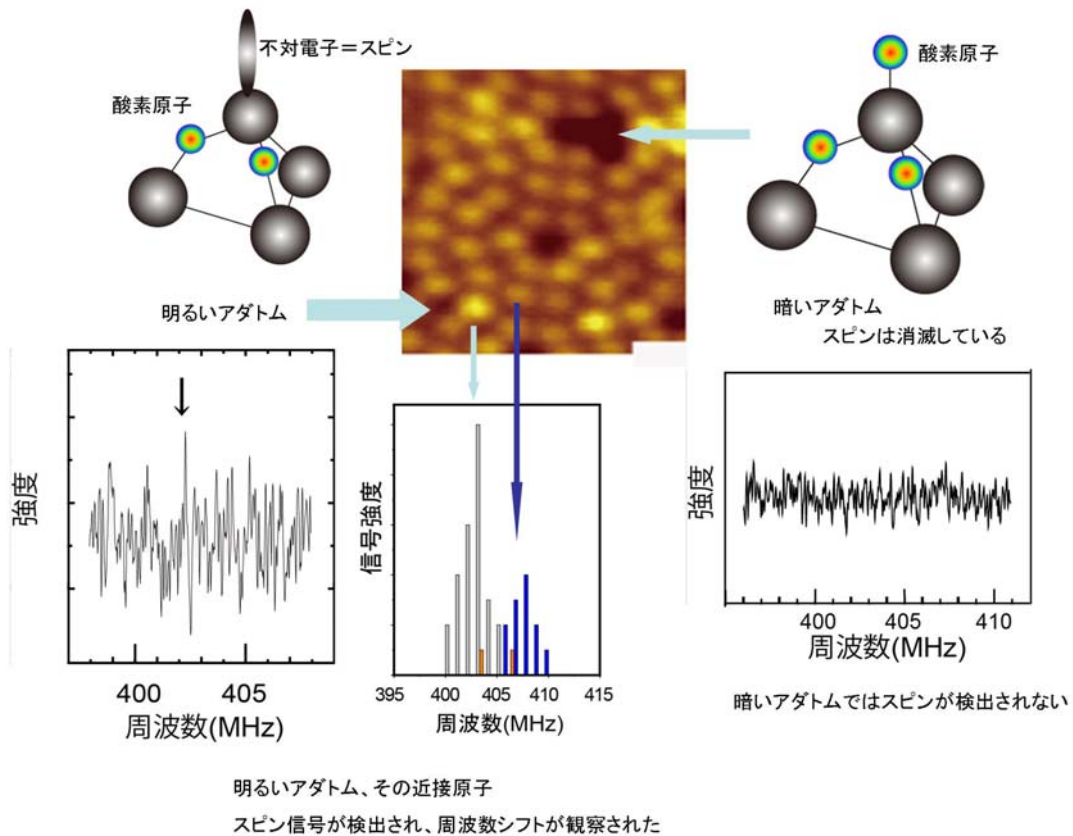 不対電子＝スピン
酸素原子
酸素原子
明るいアダトム
暗いアダトム
スピンは消滅している
強度
400
405
周波数(MHz)
信号強度
395
400
405
410
415
周波数(MHz)
強度
400
405
410
周波数(MHz)
暗いアダトムではスピンが検出されない
明るいアダトム、その近接原子
スピン信号が検出され、周波数シフトが観察された